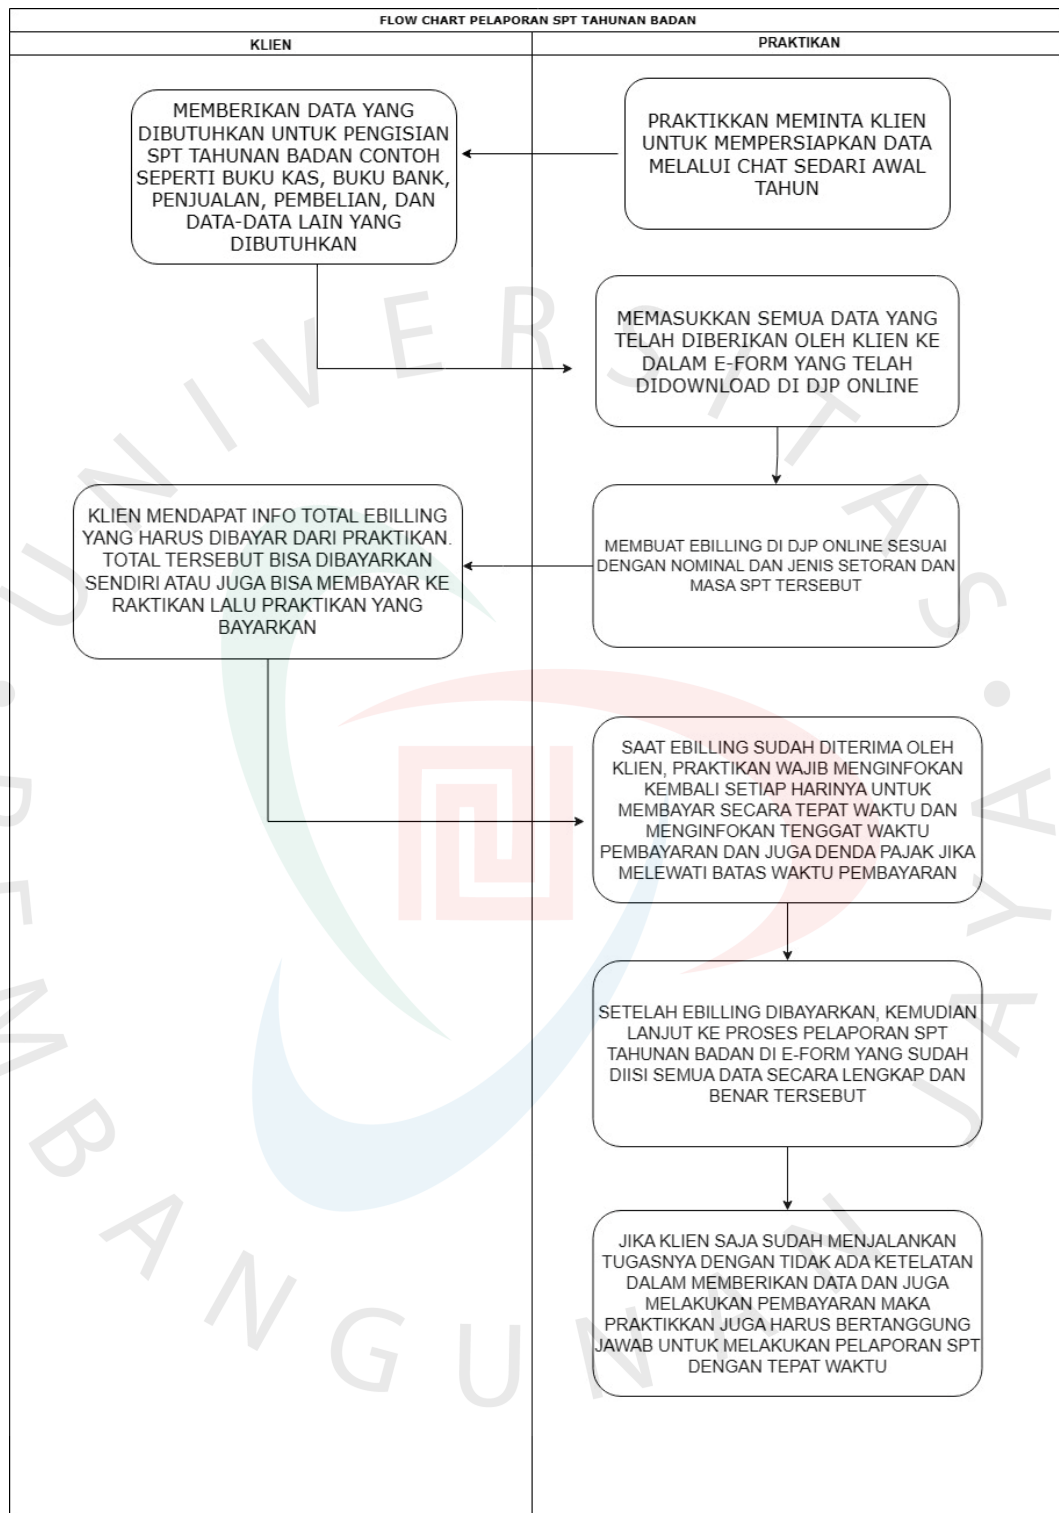 FLOW CHART PELAPORAN SPT TAHUNAN BADAN
KLIEN
PRAKTIKAN
PRAKTIKKAN MEMINTA KLIEN
UNTUK MEMPERSIAPKAN DATA
MELALUI CHAT SEDARI AWAL
TAHUN
MEMBERIKAN DATA YANG
DIBUTUHKAN UNTUK PENGISIAN
SPT TAHUNAN BADAN CONTOH
SEPERTI BUKU KAS, BUKU BANK,
PENJUALAN, PEMBELIAN, DAN
DATA-DATA LAIN YANG
DIBUTUHKAN
MEMASUKKAN SEMUA DATA YANG
TELAH DIBERIKAN OLEH KLIEN KE
DALAM E-FORM YANG TELAH
DIDOWNLOAD DI DJP ONLINE
MEMBUAT EBILLING DI DJP ONLINE SESUAI
DENGAN NOMINAL DAN JENIS SETORAN DAN
MASA SPT TERSEBUT
KLIEN MENDAPAT INFO TOTAL EBILLING
YANG HARUS DIBAYAR DARI PRAKTIKAN.
TOTAL TERSEBUT BISA DIBAYARKAN
SENDIRI ATAU JUGA BISA MEMBAYAR KE
RAKTIKAN LALU PRAKTIKAN YANG
BAYARKAN
SAAT EBILLING SUDAH DITERIMA OLEH
KLIEN, PRAKTIKAN WAJIB MENGINFOKAN
KEMBALI SETIAP HARINYA UNTUK
MEMBAYAR SECARA TEPAT WAKTU DAN
MENGINFOKAN TENGGAT WAKTU
PEMBAYARAN DAN JUGA DENDA PAJAK JIKA
MELEWATI BATAS WAKTU PEMBAYARAN
SETELAH EBILLING DIBAYARKAN, KEMUDIAN
LANJUT KE PROSES PELAPORAN SPT
TAHUNAN BADAN DI E-FORM YANG SUDAH
DIISI SEMUA DATA SECARA LENGKAP DAN
BENAR TERSEBUT
JIKA KLIEN SAJA SUDAH MENJALANKAN
TUGASNYA DENGAN TIDAK ADA KETELATAN
DALAM MEMBERIKAN DATA DAN JUGA
MELAKUKAN PEMBAYARAN MAKA
PRAKTIKKAN JUGA HARUS BERTANGGUNG
JAWAB UNTUK MELAKUKAN PELAPORAN SPT
DENGAN TEPAT WAKTU
UNIVERSITAS
PEMBANGUNAN JAYA